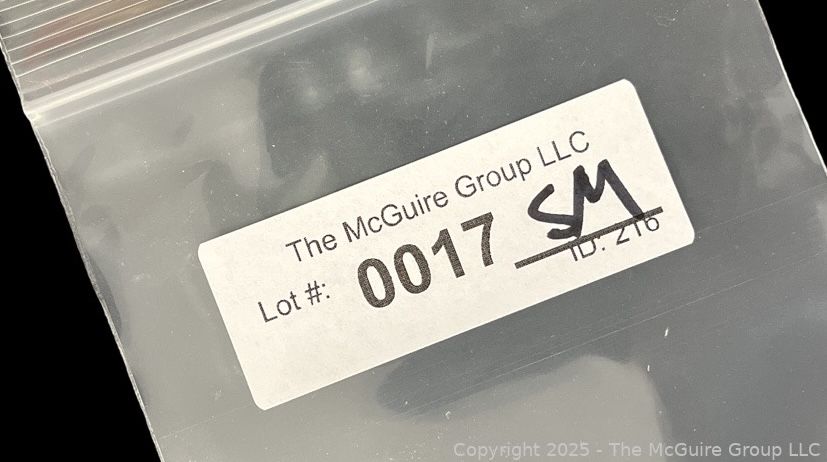 The McGuire Group LLC
Lot #: 0017 SM
ID: 216
Copyright 2025 - The McGuire Group LLC